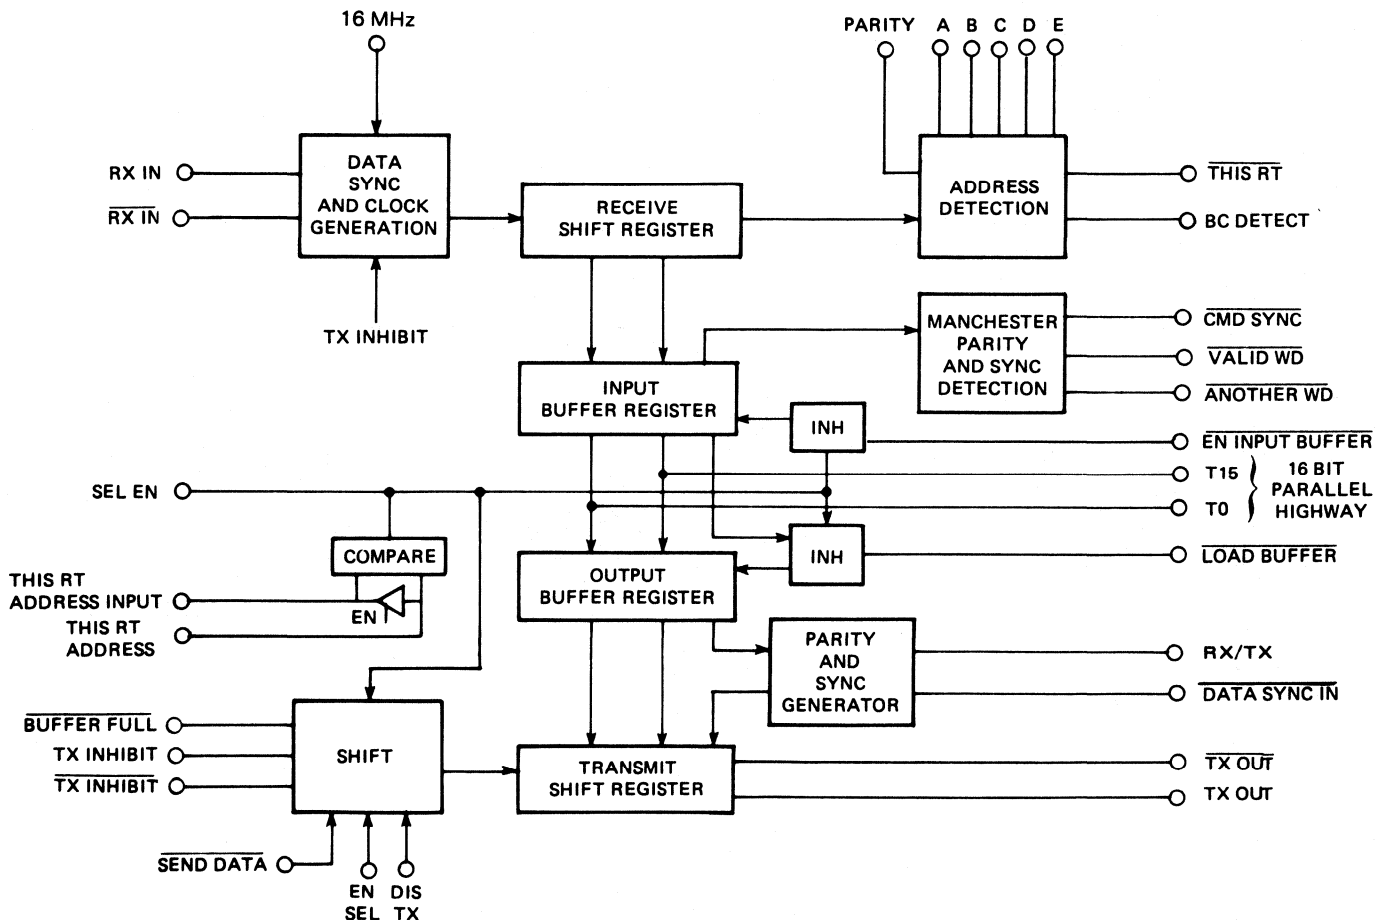 16 MHz
PARITY A B C D E
RX IN
RX IN
DATA
SYNC
AND CLOCK
GENERATION
TX INHIBIT
RECEIVE
SHIFT REGISTER
ADDRESS
DETECTION
THIS RT
BC DETECT
INPUT
BUFFER REGISTER
MANCHESTER
PARITY
AND SYNC
DETECTION
CMD SYNC
VALID WD
ANOTHER WD
INH
EN INPUT BUFFER
T15
T0
16 BIT
PARALLEL
HIGHWAY
SEL EN
COMPARE
THIS RT
ADDRESS INPUT
EN
THIS RT
ADDRESS
OUTPUT
BUFFER REGISTER
INH
LOAD BUFFER
PARITY
AND
SYNC
GENERATOR
RX/TX
DATA SYNC IN
BUFFER FULL
TX INHIBIT
TX INHIBIT
SHIFT
TRANSMIT
SHIFT REGISTER
TX OUT
TX OUT
SEND DATA
EN
SEL
DIS
TX